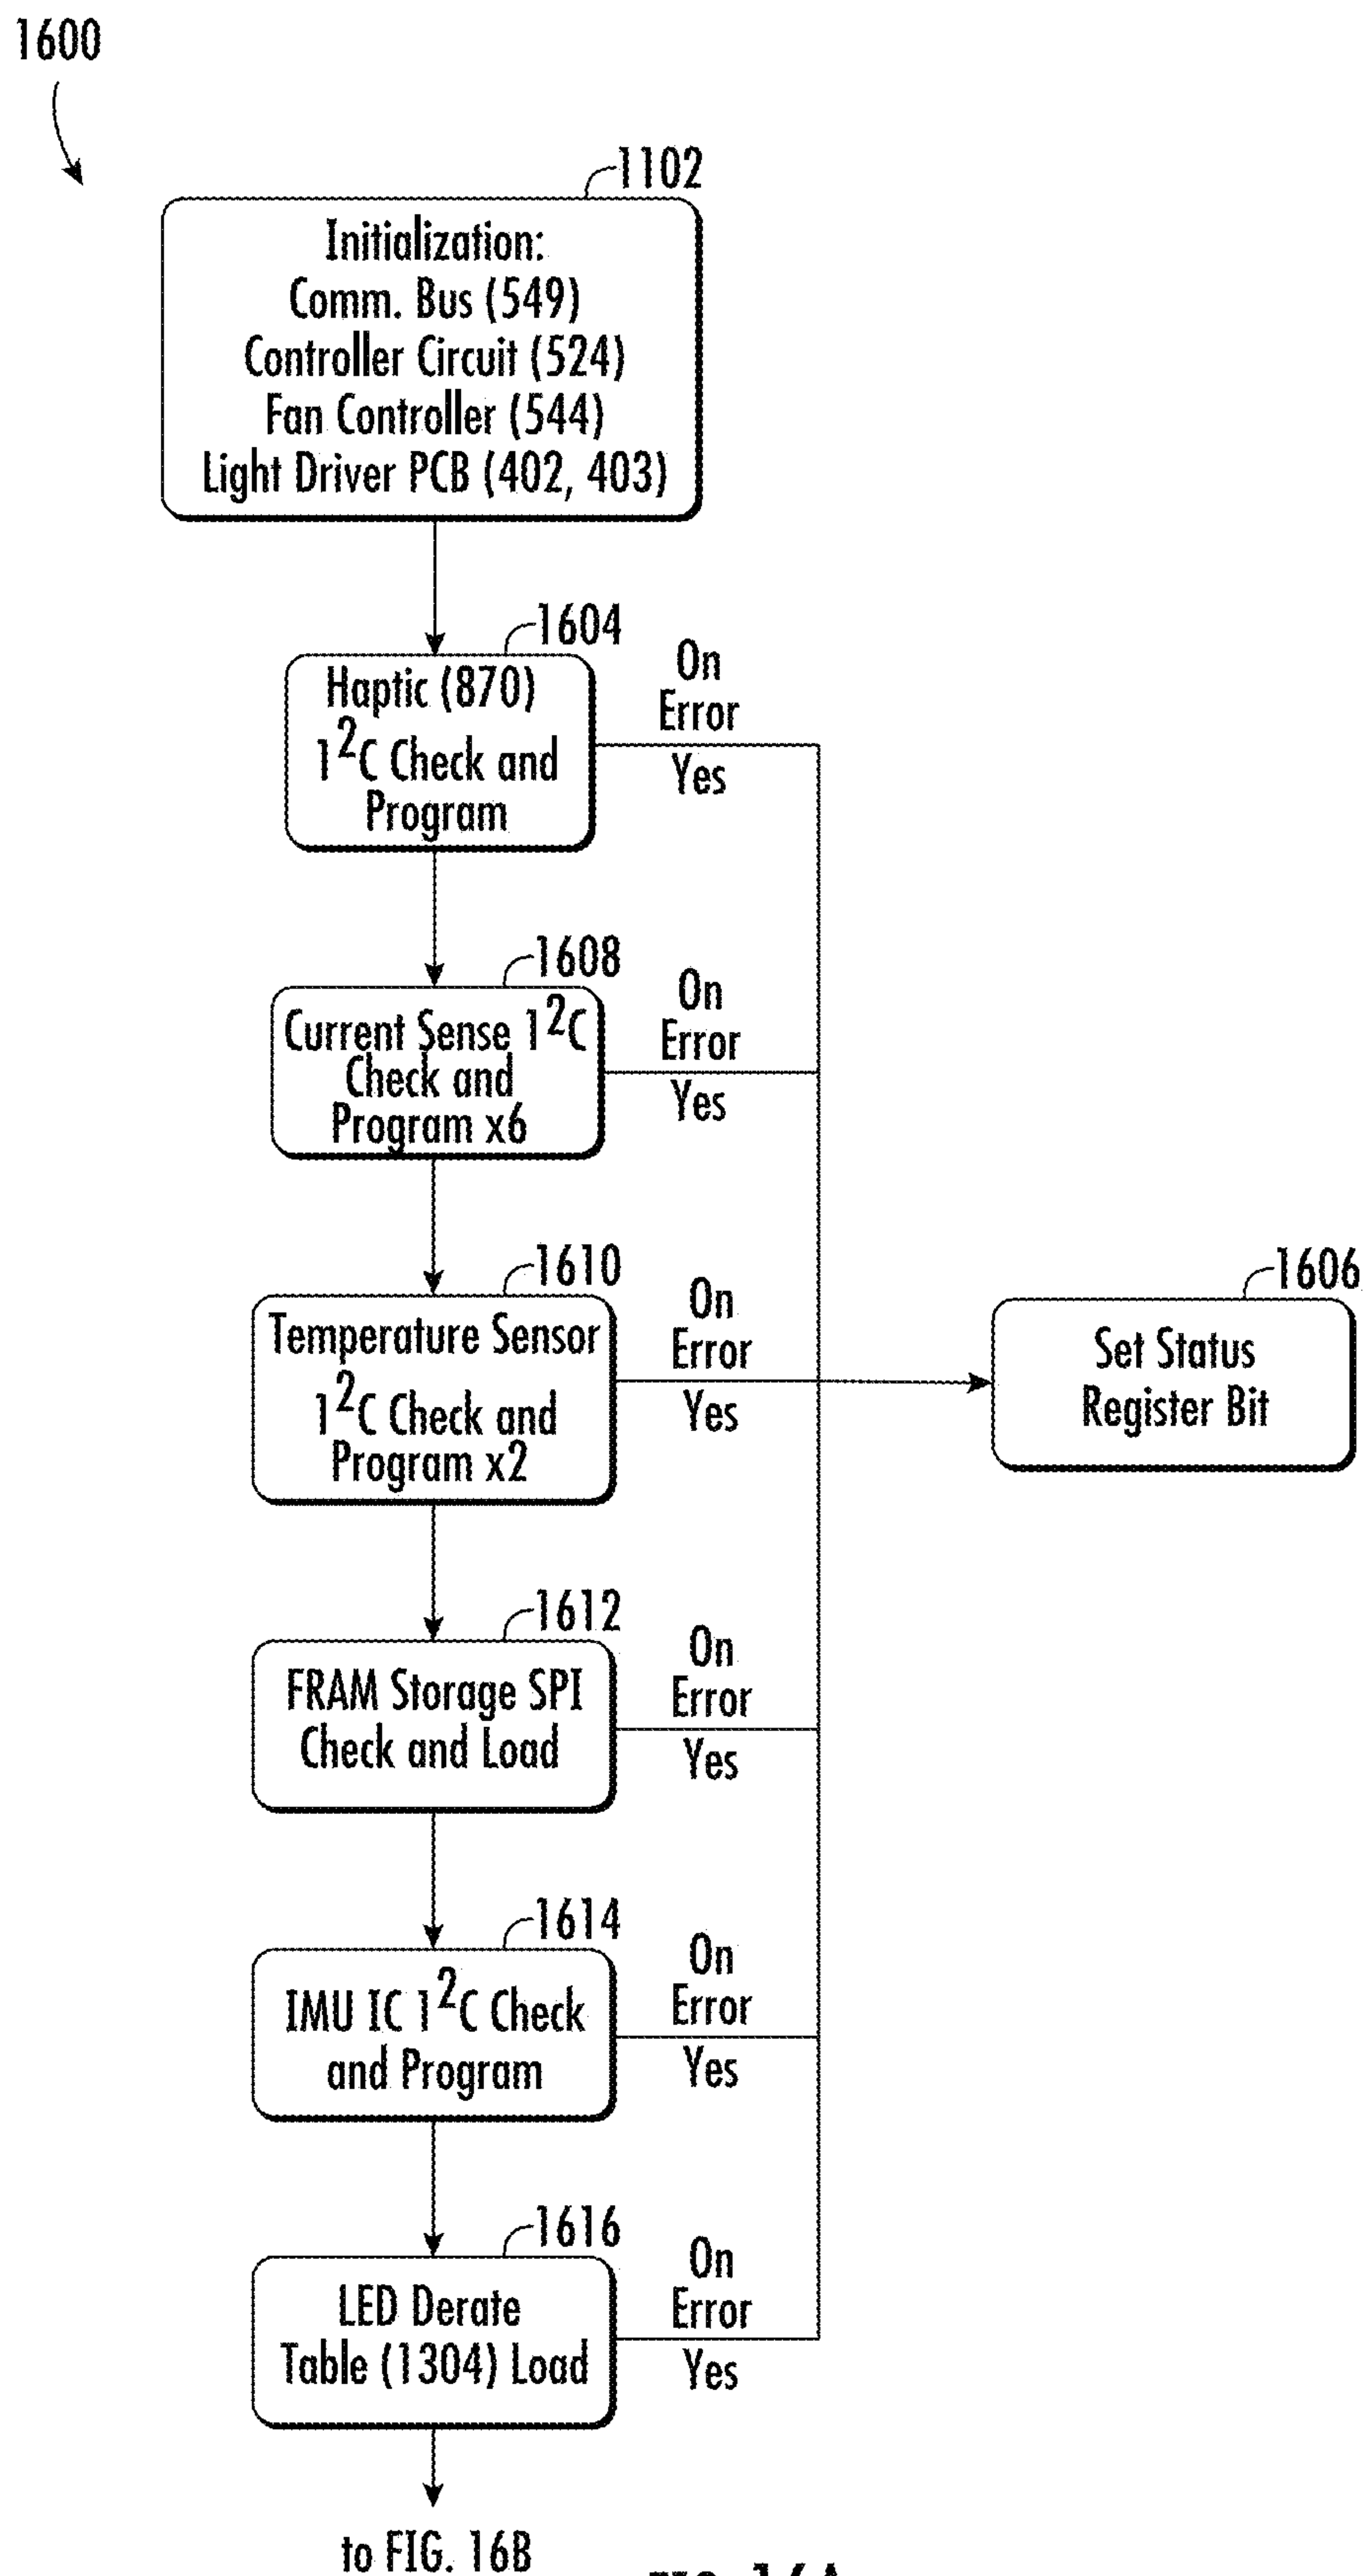 1600
1102
Initialization:
Comm. Bus (549)
Controller Circuit (524)
Fan Controller (544)
Light Driver PCB (402, 403)
1604
Haptic (870)
1²C Check and
Program
On
Error
Yes
1608
Current Sense 1²C
Check and
Program x6
On
Error
Yes
1610
Temperature Sensor
1²C Check and
Program x2
On
Error
Yes
1606
Set Status
Register Bit
1612
FRAM Storage SPI
Check and Load
On
Error
Yes
1614
IMU IC 1²C Check
and Program
On
Error
Yes
1616
LED Derate
Table (1304) Load
On
Error
Yes
to FIG. 16B
FIG. 16A